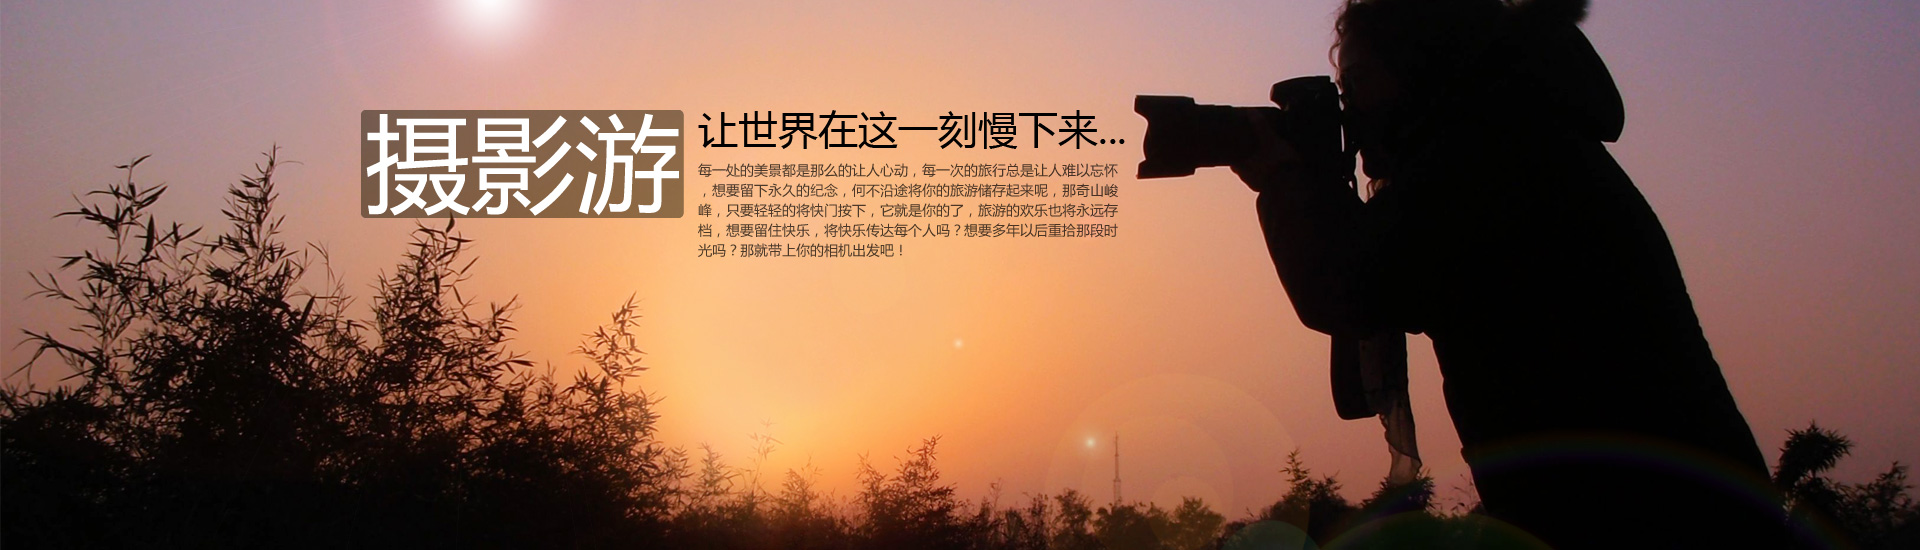 摄影游
让世界在这一刻慢下来...
每一处的美景都是那么的让人心动，每一次的旅行总是让人难以忘怀
，想要留下永久的纪念，何不沿途将你的旅游储存起来呢，那奇山峻
峰，只要轻轻的将快门按下，它就是你的了，旅游的欢乐也将永远存
档，想要留住快乐，将快乐传达每个人吗？想要多年以后重拾那段时
光吗？那就带上你的相机出发吧！